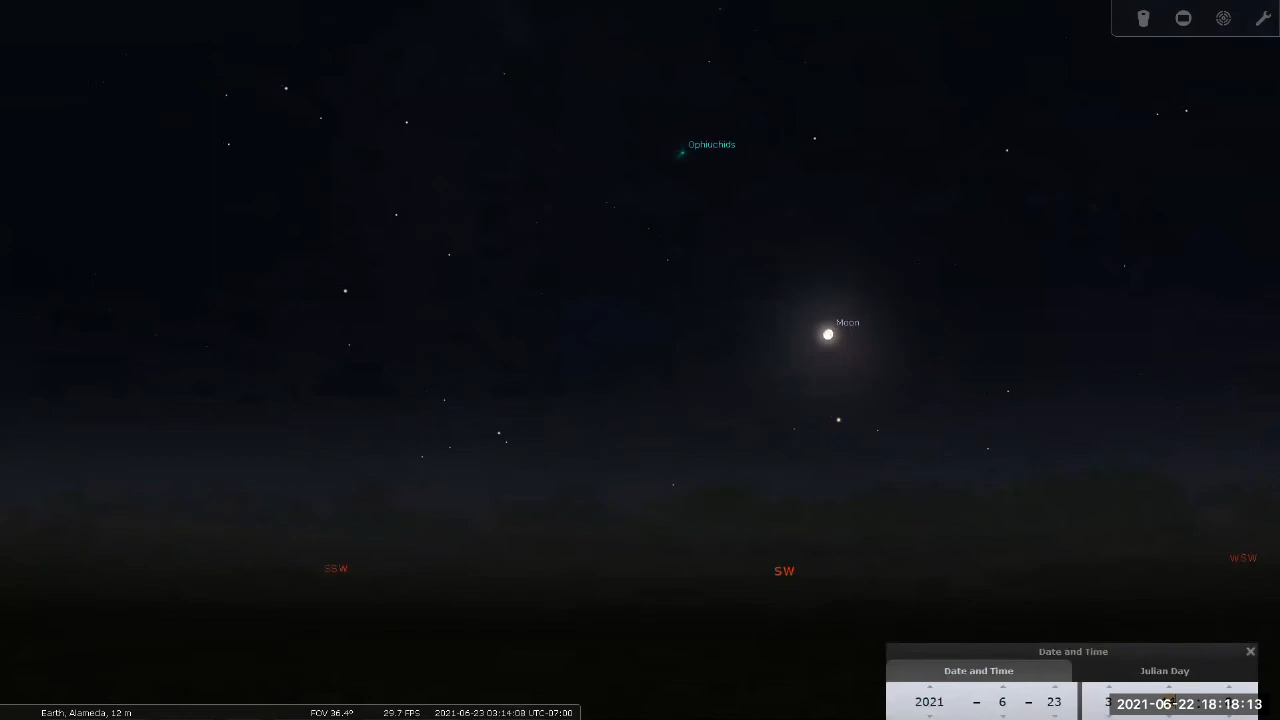 Ophiuchids
Moon
SSW
SW
WSW
Date and Time
Date and Time
Julian Day
2021 - 6 - 23 3
2021-06-22 18:18:13
Earth, Alameda, 12 m
FOV 36.4°
29.7 FPS
2021-06-23 03:14:08 UTC-07:00